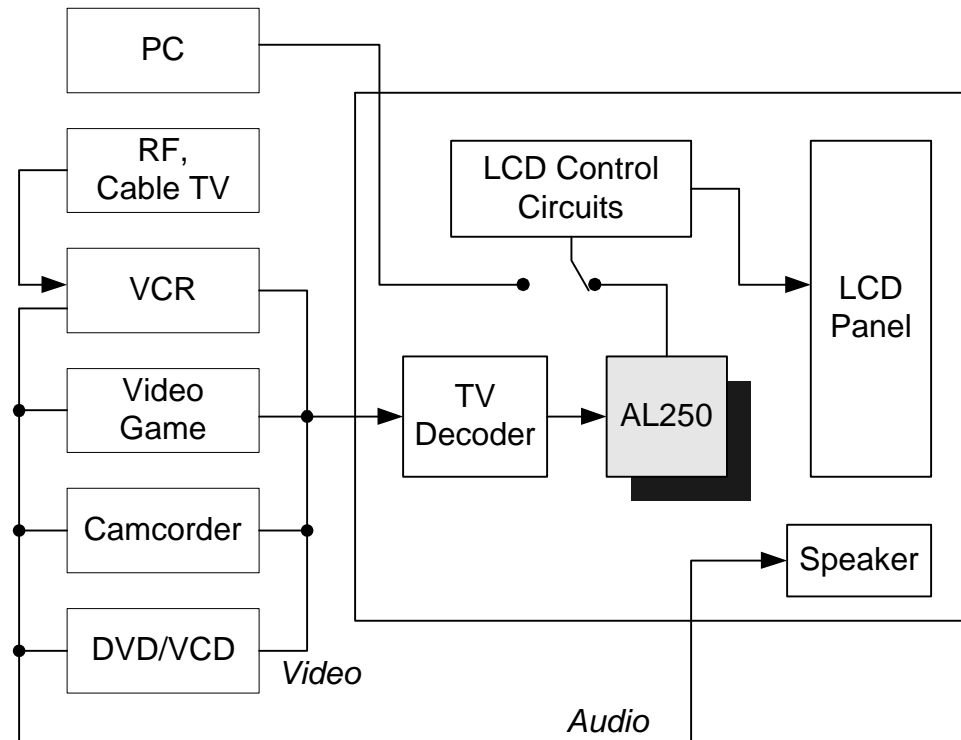 PC
RF,
Cable TV
VCR
Video
Game
Camcorder
DVD/VCD
Video
LCD Control
Circuits
LCD
Panel
TV
Decoder
AL250
Speaker
Audio